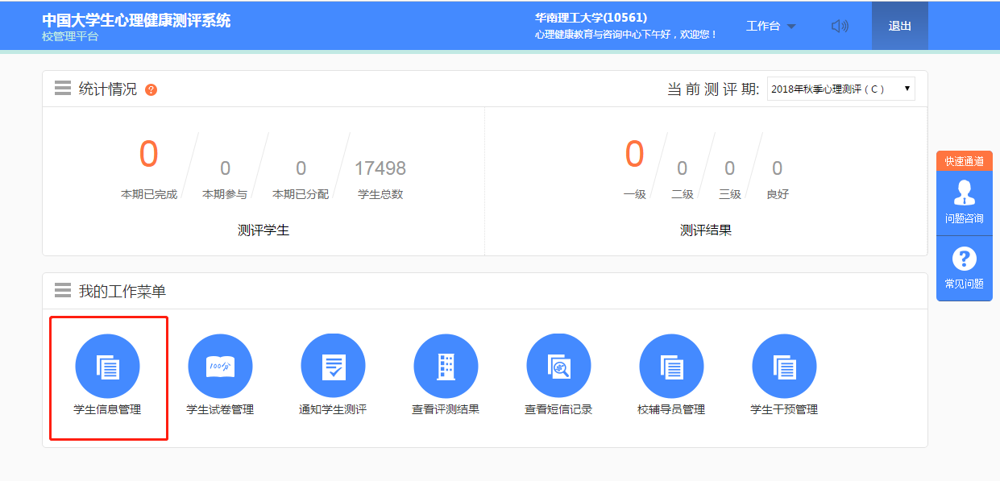 中国大学生心理健康测评系统
校管理平台
华南理工大学(10561)
心理健康教育与咨询中心下午好，欢迎您！
工作台
退出
统计情况 ?
当前测评期: 2018年秋季心理测评（C）
0 0 0 17498
本期已完成 本期参与 本期已分配 学生总数
测评学生
0 0 0 0
一级 二级 三级 良好
测评结果
快速通道
问题咨询
?
常见问题
我的工作菜单
100分
学生信息管理 学生试卷管理 通知学生测评 查看评测结果 查看短信记录 校辅导员管理 学生干预管理